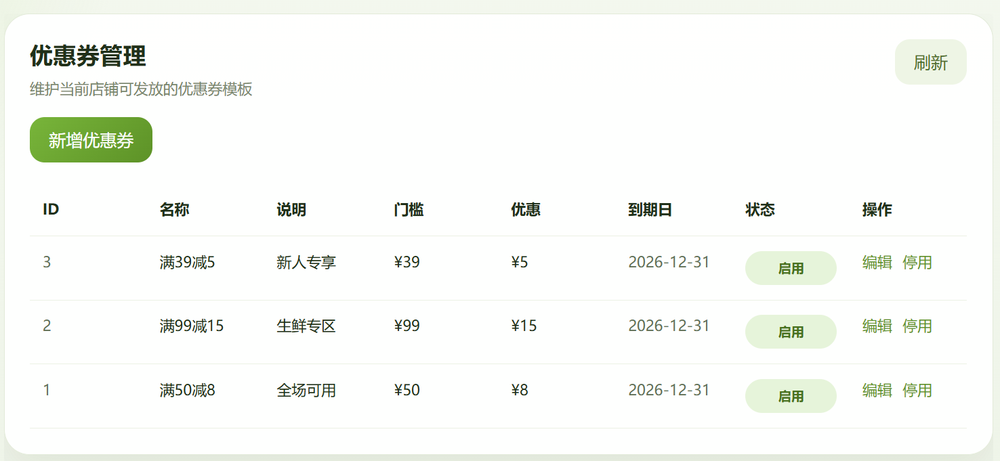 优惠券管理
刷新
维护当前店铺可发放的优惠券模板
新增优惠券
ID 名称 说明 门槛 优惠 到期日 状态 操作
3 满39减5 新人专享 ¥39 ¥5 2026-12-31 启用 编辑 停用
2 满99减15 生鲜专区 ¥99 ¥15 2026-12-31 启用 编辑 停用
1 满50减8 全场可用 ¥50 ¥8 2026-12-31 启用 编辑 停用